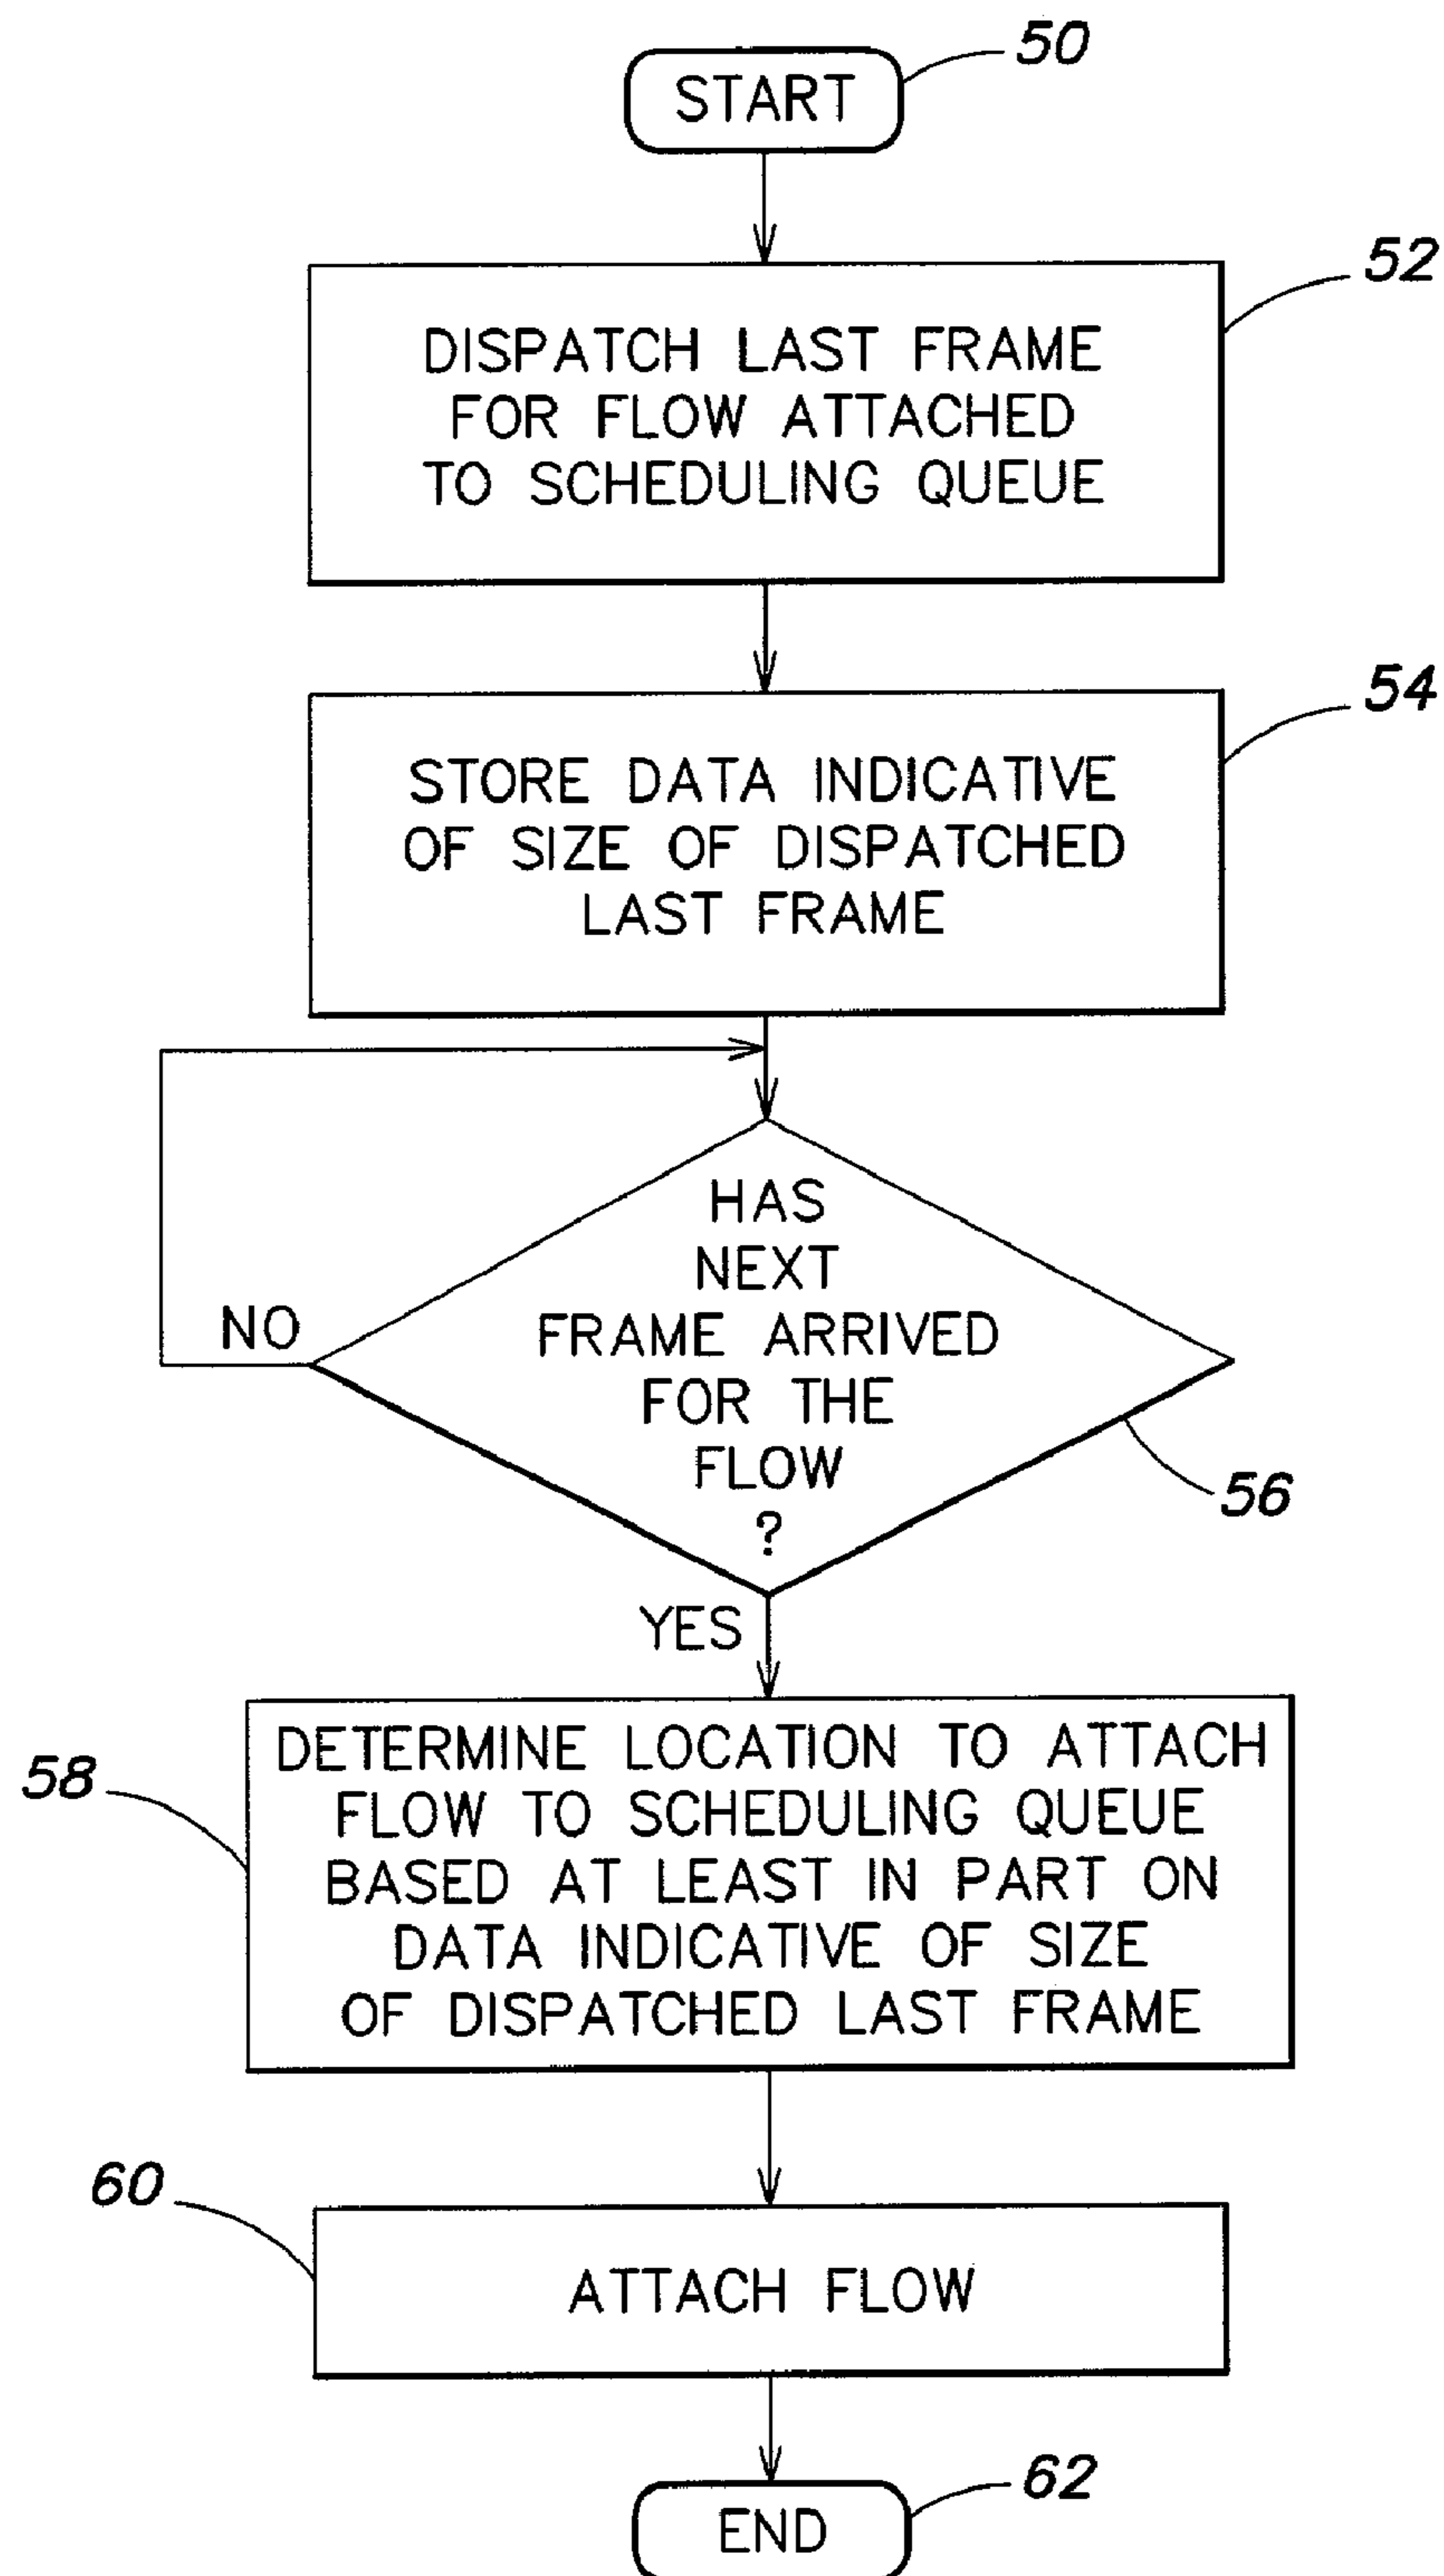 START
50
DISPATCH LAST FRAME
FOR FLOW ATTACHED
TO SCHEDULING QUEUE
52
STORE DATA INDICATIVE
OF SIZE OF DISPATCHED
LAST FRAME
54
HAS
NEXT
FRAME ARRIVED
FOR THE
FLOW
?
56
NO
YES
58
DETERMINE LOCATION TO ATTACH
FLOW TO SCHEDULING QUEUE
BASED AT LEAST IN PART ON
DATA INDICATIVE OF SIZE
OF DISPATCHED LAST FRAME
60
ATTACH FLOW
62
END